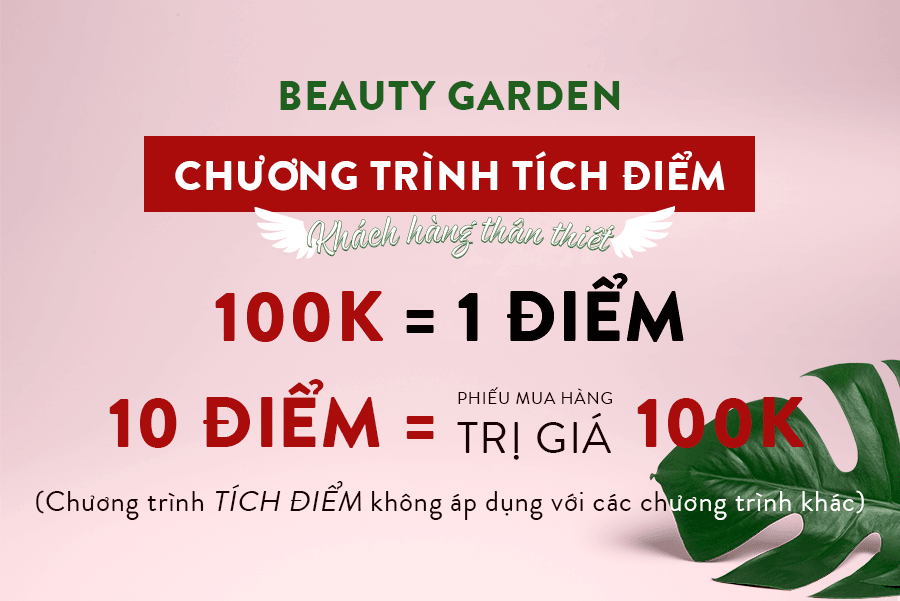 BEAUTY GARDEN
CHƯƠNG TRÌNH TÍCH ĐIỂM
Khách hàng thân thiết
100K = 1 ĐIỂM
10 ĐIỂM = PHIẾU MUA HÀNG TRỊ GIÁ 100K
(Chương trình TÍCH ĐIỂM không áp dụng với các chương trình khác)